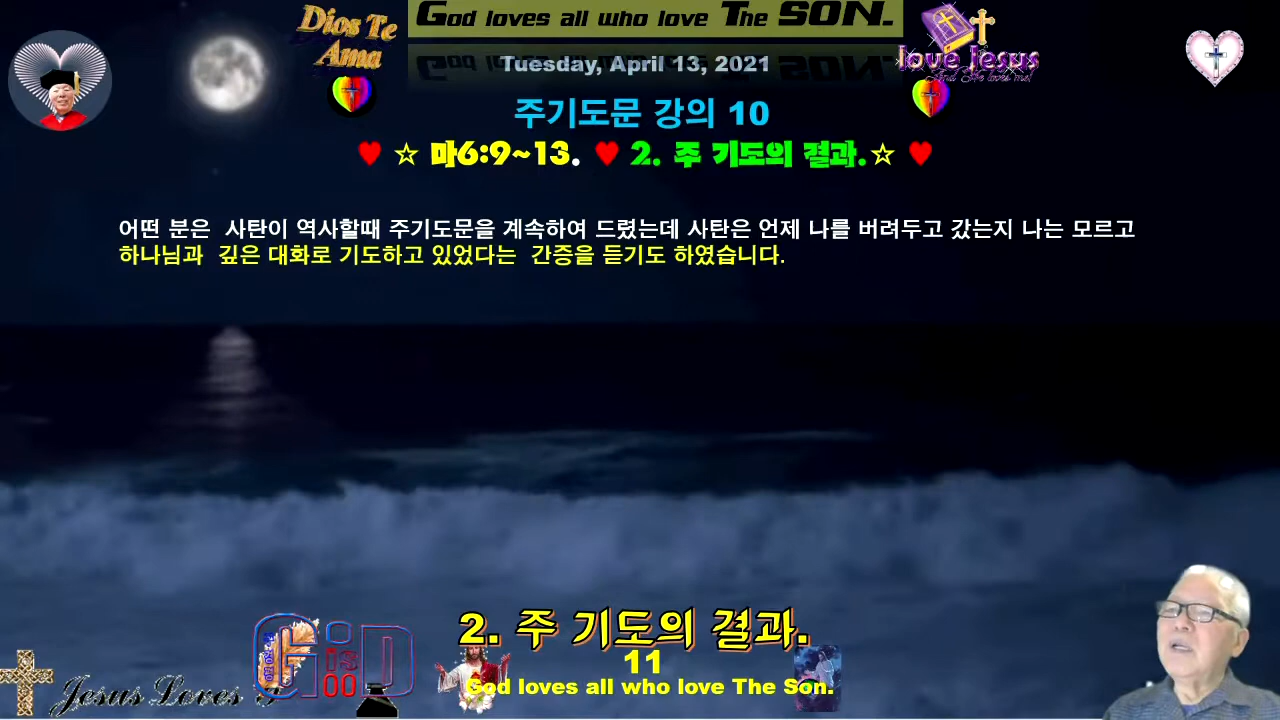 Dios Te
Ama
God loves all who love The SON.
love Jesus
And He loves me!
Tuesday, April 13, 2021
주기도문 강의 10
♥ ☆ 마6:9~13. ♥ 2. 주 기도의 결과.☆ ♥
어떤 분은 사탄이 역사할때 주기도문을 계속하여 드렸는데 사탄은 언제 나를 버려두고 갔는지 나는 모르고
하나님과 깊은 대화로 기도하고 있었다는 간증을 듣기도 하였습니다.
2. 주 기도의 결과.
11
God loves all who love The Son.
GiD
is
Jesus Loves